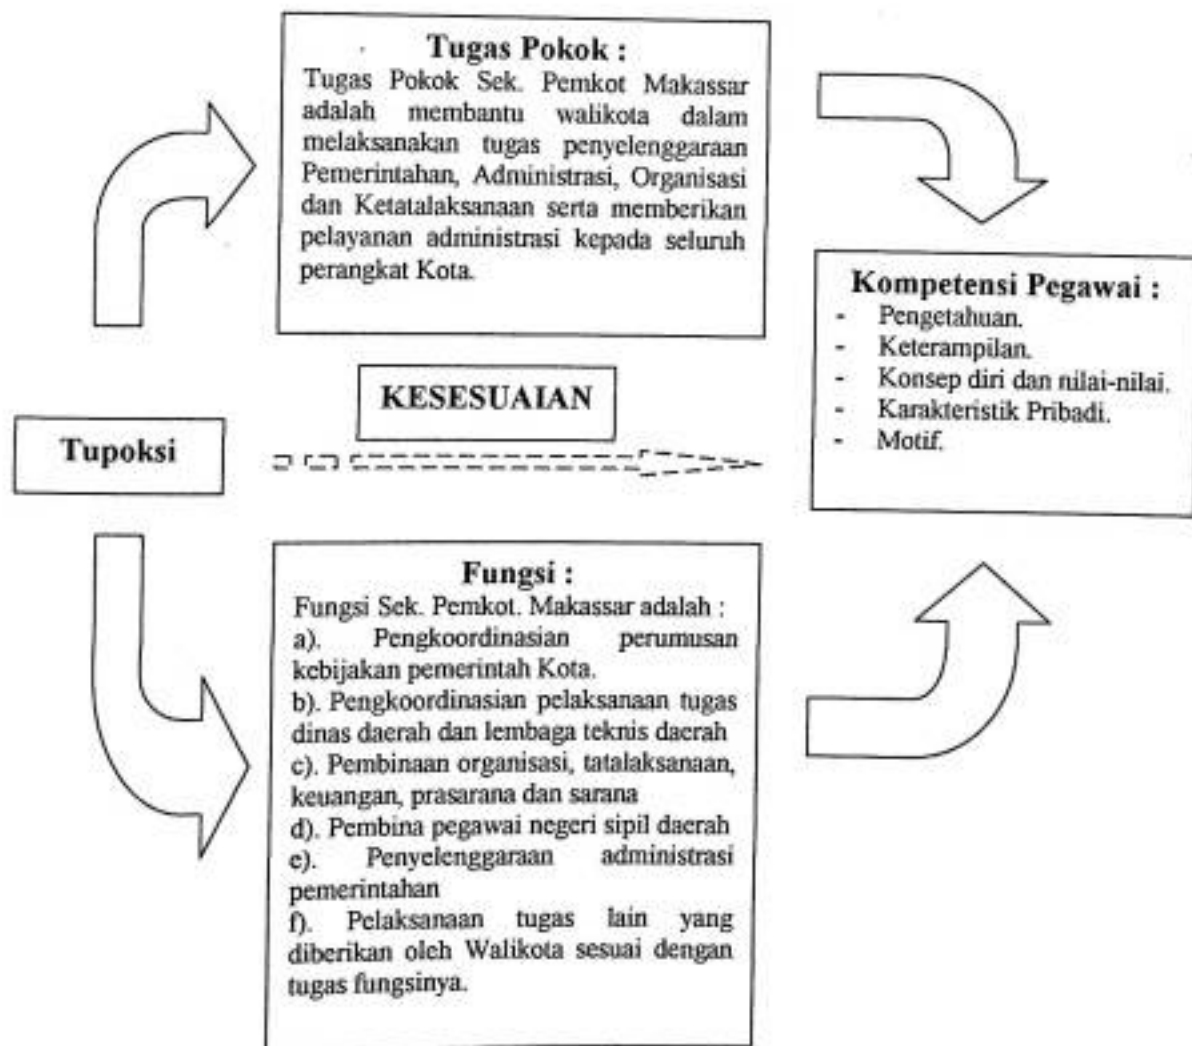 Tugas Pokok :
Tugas Pokok Sek. Pemkot Makassar
adalah membantu walikota dalam
melaksanakan tugas penyelenggaraan
Pemerintahan, Administrasi, Organisasi
dan Ketatalaksanaan serta memberikan
pelayanan administrasi kepada seluruh
perangkat Kota.
Kompetensi Pegawai :
- Pengetahuan.
- Keterampilan.
- Konsep diri dan nilai-nilai.
- Karakteristik Pribadi.
- Motif.
KESESUAIAN
Tupoksi
Fungsi :
Fungsi Sek. Pemkot. Makassar adalah :
a). Pengkoordinasian perumusan
kebijakan pemerintah Kota.
b). Pengkoordinasian pelaksanaan tugas
dinas daerah dan lembaga teknis daerah
c). Pembinaan organisasi, tatalaksanaan,
keuangan, prasarana dan sarana
d). Pembina pegawai negeri sipil daerah
e). Penyelenggaraan administrasi
pemerintahan
f). Pelaksanaan tugas lain yang
diberikan oleh Walikota sesuai dengan
tugas fungsinya.